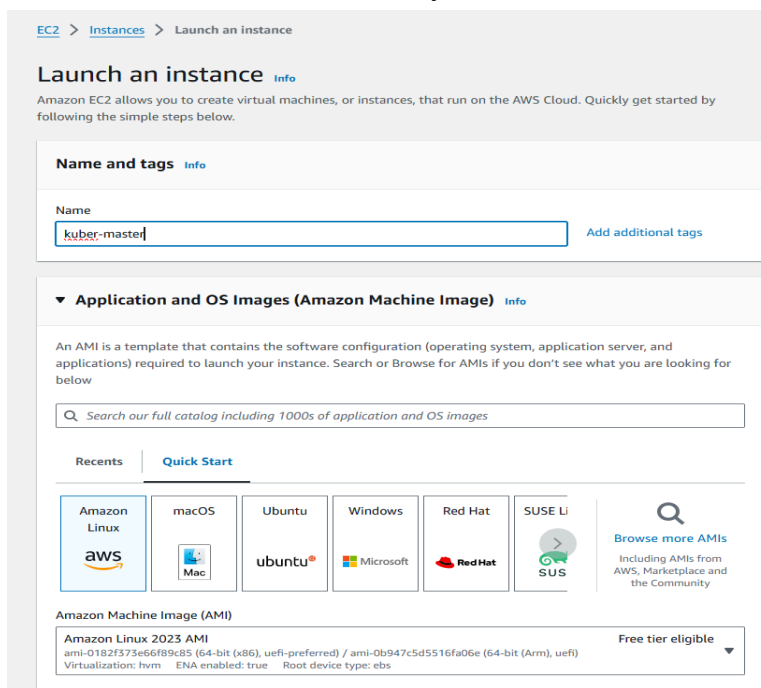 EC2 > Instances > Launch an instance
Launch an instance Info
Amazon EC2 allows you to create virtual machines, or instances, that run on the AWS Cloud. Quickly get started by
following the simple steps below.
Name and tags Info
Name
kuber-master
Add additional tags
▼ Application and OS Images (Amazon Machine Image) Info
An AMI is a template that contains the software configuration (operating system, application server, and
applications) required to launch your instance. Search or Browse for AMIs if you don't see what you are looking for
below
Search our full catalog including 1000s of application and OS images
Recents
Quick Start
Amazon
Linux
aws
macOS
Mac
Ubuntu
ubuntu®
Windows
Microsoft
Red Hat
Red Hat
SUSE Li
SUS
Browse more AMIs
Including AMIs from
AWS, Marketplace and
the Community
Amazon Machine Image (AMI)
Amazon Linux 2023 AMI
Free tier eligible
ami-0182f373e66f89c85 (64-bit (x86), uefi-preferred) / ami-0b947c5d5516fa06e (64-bit (Arm), uefi)
Virtualization: hvm ENA enabled: true Root device type: ebs